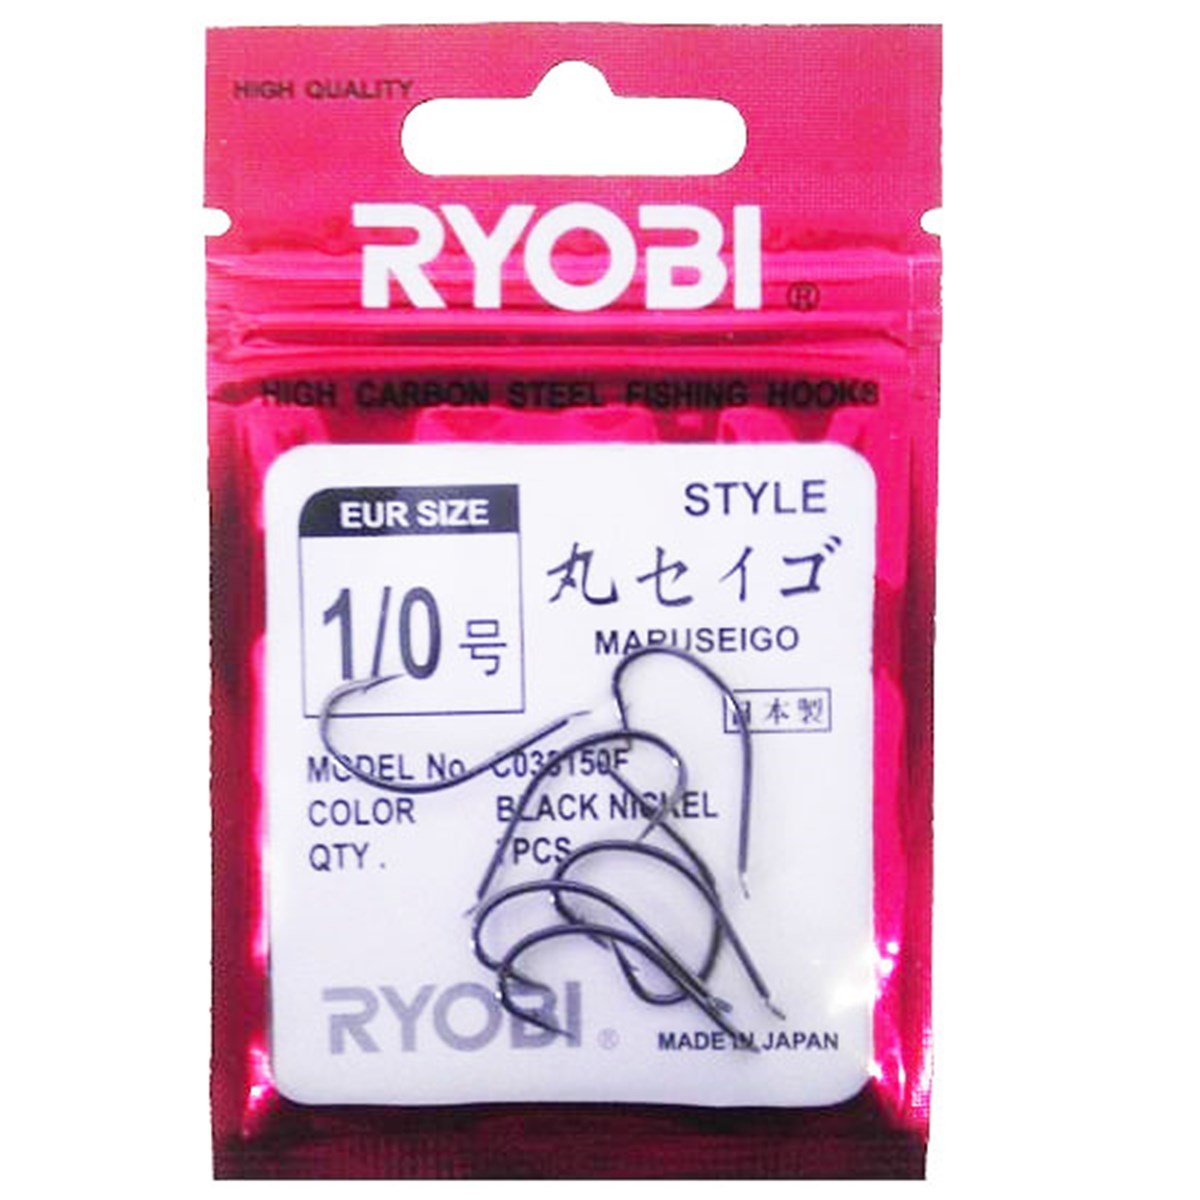 HIGH QUALITY
RYOBI ®
HIGH CARBON STEEL FISHING HOOKS
EUR SIZE
1/0 号
STYLE
丸セイゴ
MARUSEIGO
日本製
MODEL No.
COLOR BLACK NICKEL
QTY. 7PCS
RYOBI ®
MADE IN JAPAN